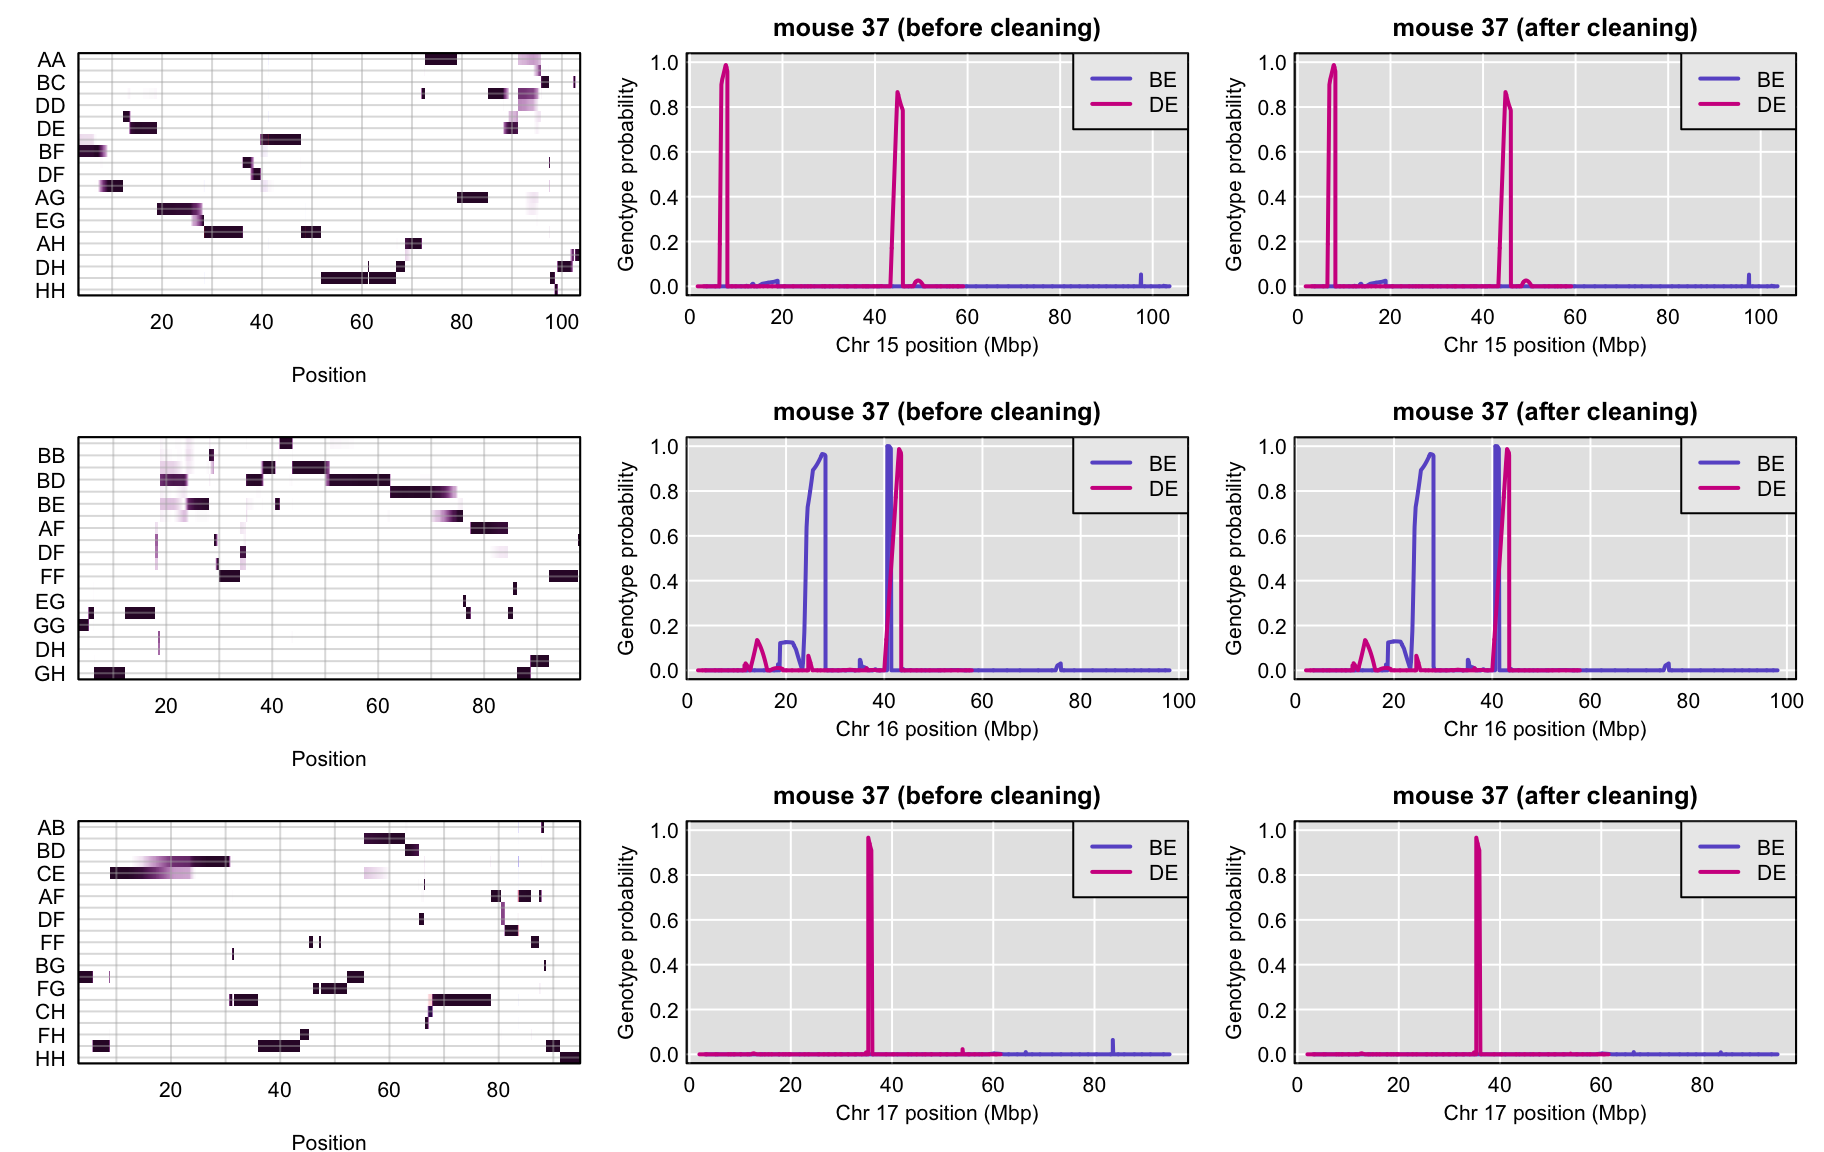 mouse 37 (before cleaning)
mouse 37 (after cleaning)
AA
BC
DD
DE
BF
DF
AG
EG
AH
DH
HH
20 40 60 80 100
Position
Genotype probability
1.0
0.8
0.6
0.4
0.2
0.0
BE
DE
0 20 40 60 80 100
Chr 15 position (Mbp)
Genotype probability
1.0
0.8
0.6
0.4
0.2
0.0
BE
DE
0 20 40 60 80 100
Chr 15 position (Mbp)
mouse 37 (before cleaning)
mouse 37 (after cleaning)
BB
BD
BE
AF
DF
FF
EG
GG
DH
GH
20 40 60 80
Position
Genotype probability
1.0
0.8
0.6
0.4
0.2
0.0
BE
DE
0 20 40 60 80 100
Chr 16 position (Mbp)
Genotype probability
1.0
0.8
0.6
0.4
0.2
0.0
BE
DE
0 20 40 60 80 100
Chr 16 position (Mbp)
mouse 37 (before cleaning)
mouse 37 (after cleaning)
AB
BD
CE
AF
DF
FF
BG
FG
CH
FH
HH
20 40 60 80
Position
Genotype probability
1.0
0.8
0.6
0.4
0.2
0.0
BE
DE
0 20 40 60 80
Chr 17 position (Mbp)
Genotype probability
1.0
0.8
0.6
0.4
0.2
0.0
BE
DE
0 20 40 60 80
Chr 17 position (Mbp)